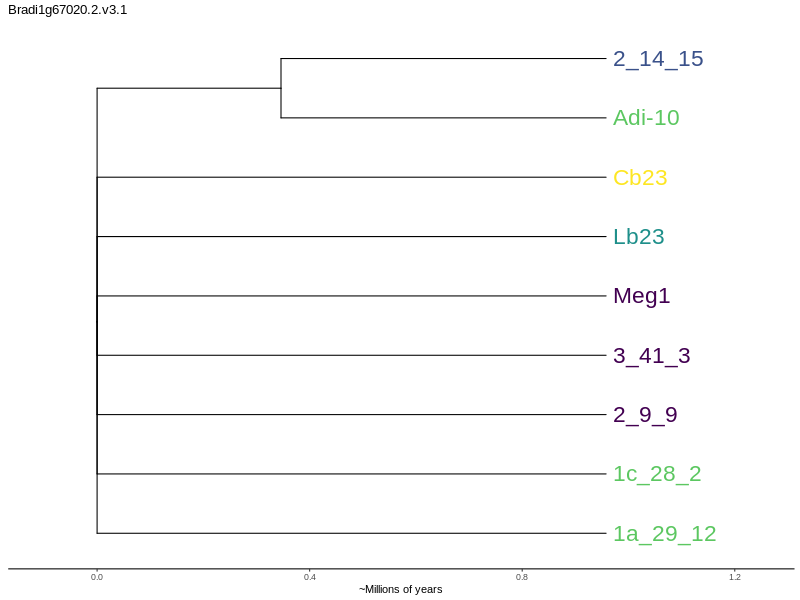 Bradi1g67020.2.v3.1
2_14_15
Adi-10
Cb23
Lb23
Meg1
3_41_3
2_9_9
1c_28_2
1a_29_12
0.0 0.4 0.8 1.2
~Millions of years